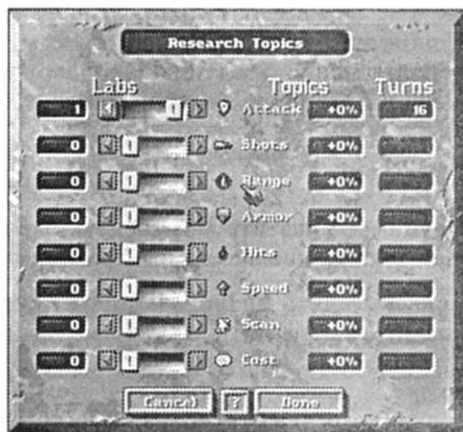 Research Topics
Labs Topics Turns
1 Attack +0% 16
0 Shots +0%
0 Range +0%
0 Armor +0%
0 Hits +0%
0 Speed +0%
0 Scan +0%
0 Cost +0%
Cancel ? Done